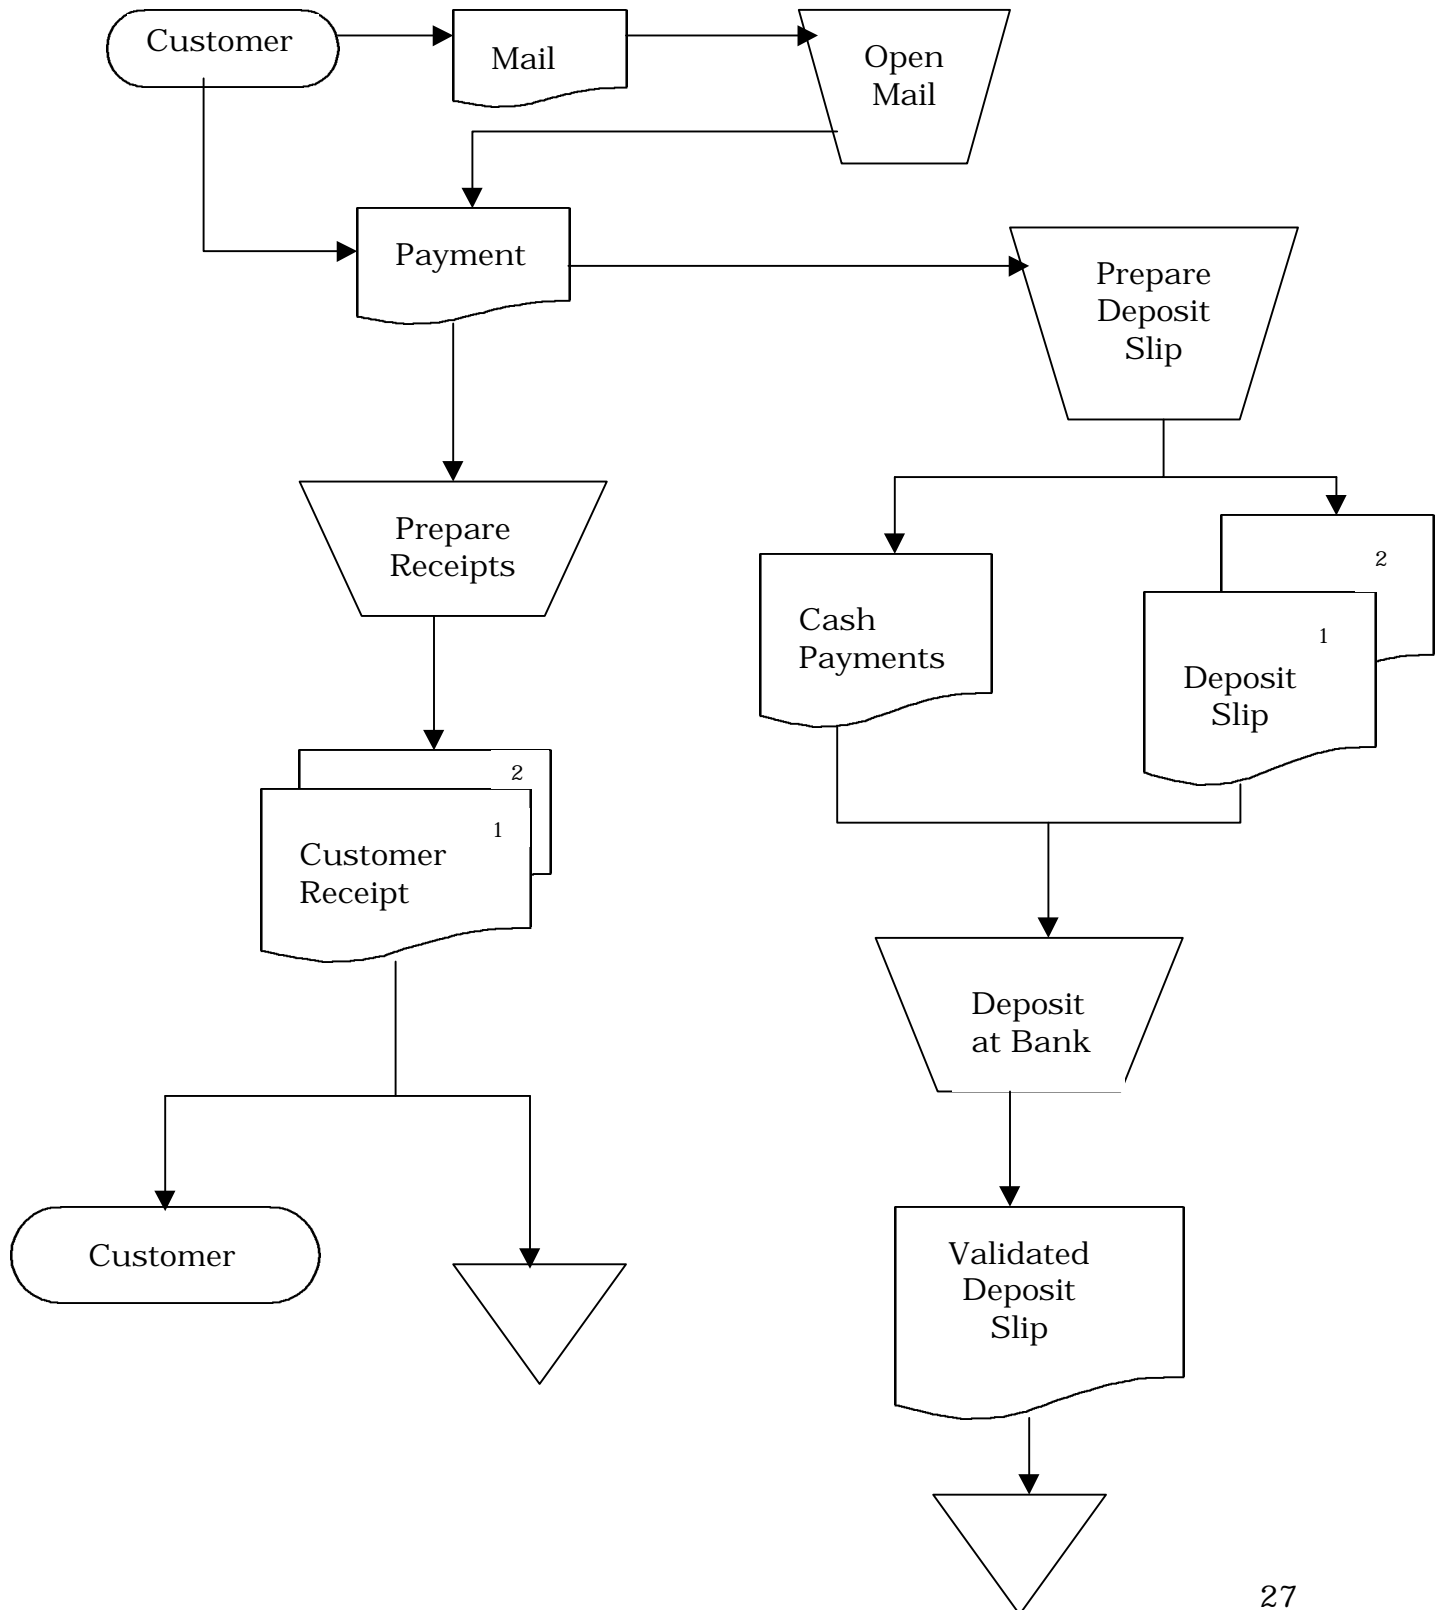 Customer
Mail
Open
Mail
Payment
Prepare
Deposit
Slip
Prepare
Receipts
Cash
Payments
2
1
Deposit
Slip
2
1
Customer
Receipt
Deposit
at Bank
Customer
Validated
Deposit
Slip
27